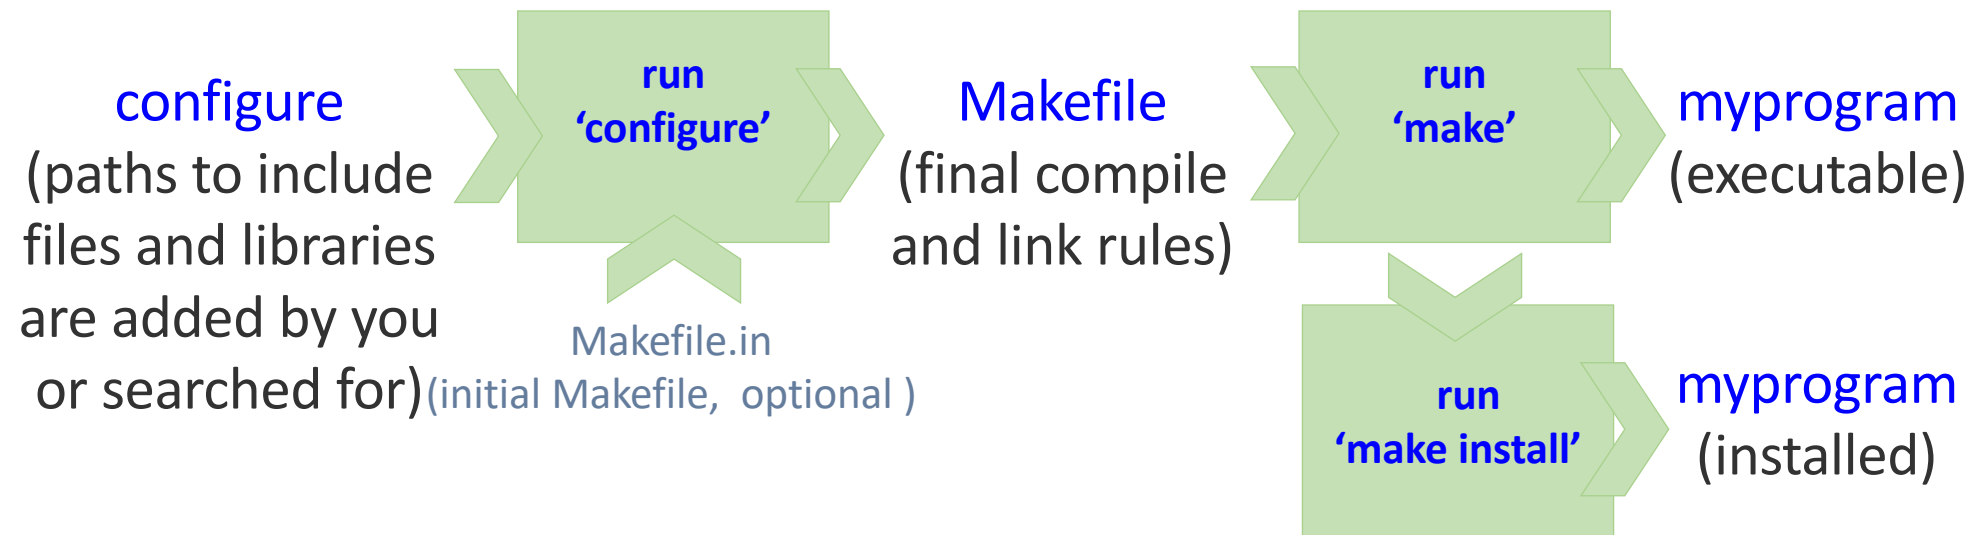 configure
(paths to include
files and libraries
are added by you
or searched for)
run
‘configure’
Makefile.in
(initial Makefile,  optional )
Makefile
(final compile
and link rules)
run
‘make’
myprogram
(executable)
run
‘make install’
myprogram
(installed)